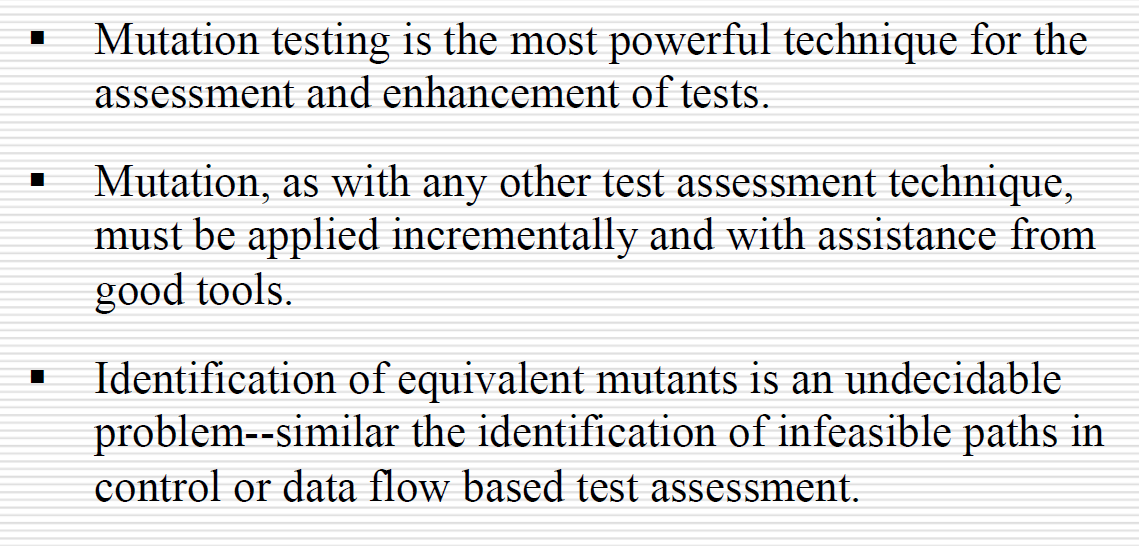 ▪ Mutation testing is the most powerful technique for the
assessment and enhancement of tests.
▪ Mutation, as with any other test assessment technique,
must be applied incrementally and with assistance from
good tools.
▪ Identification of equivalent mutants is an undecidable
problem--similar the identification of infeasible paths in
control or data flow based test assessment.